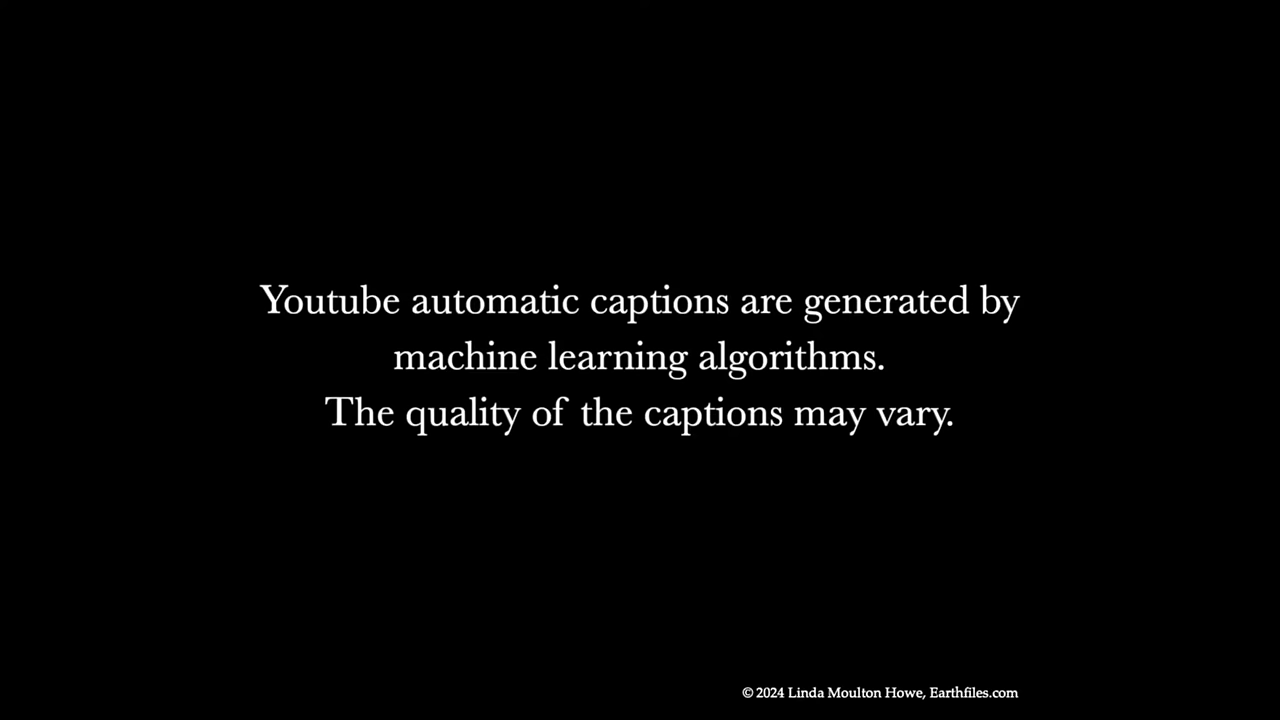 Youtube automatic captions are generated by
machine learning algorithms.
The quality of the captions may vary.
© 2024 Linda Moulton Howe, Earthfiles.com